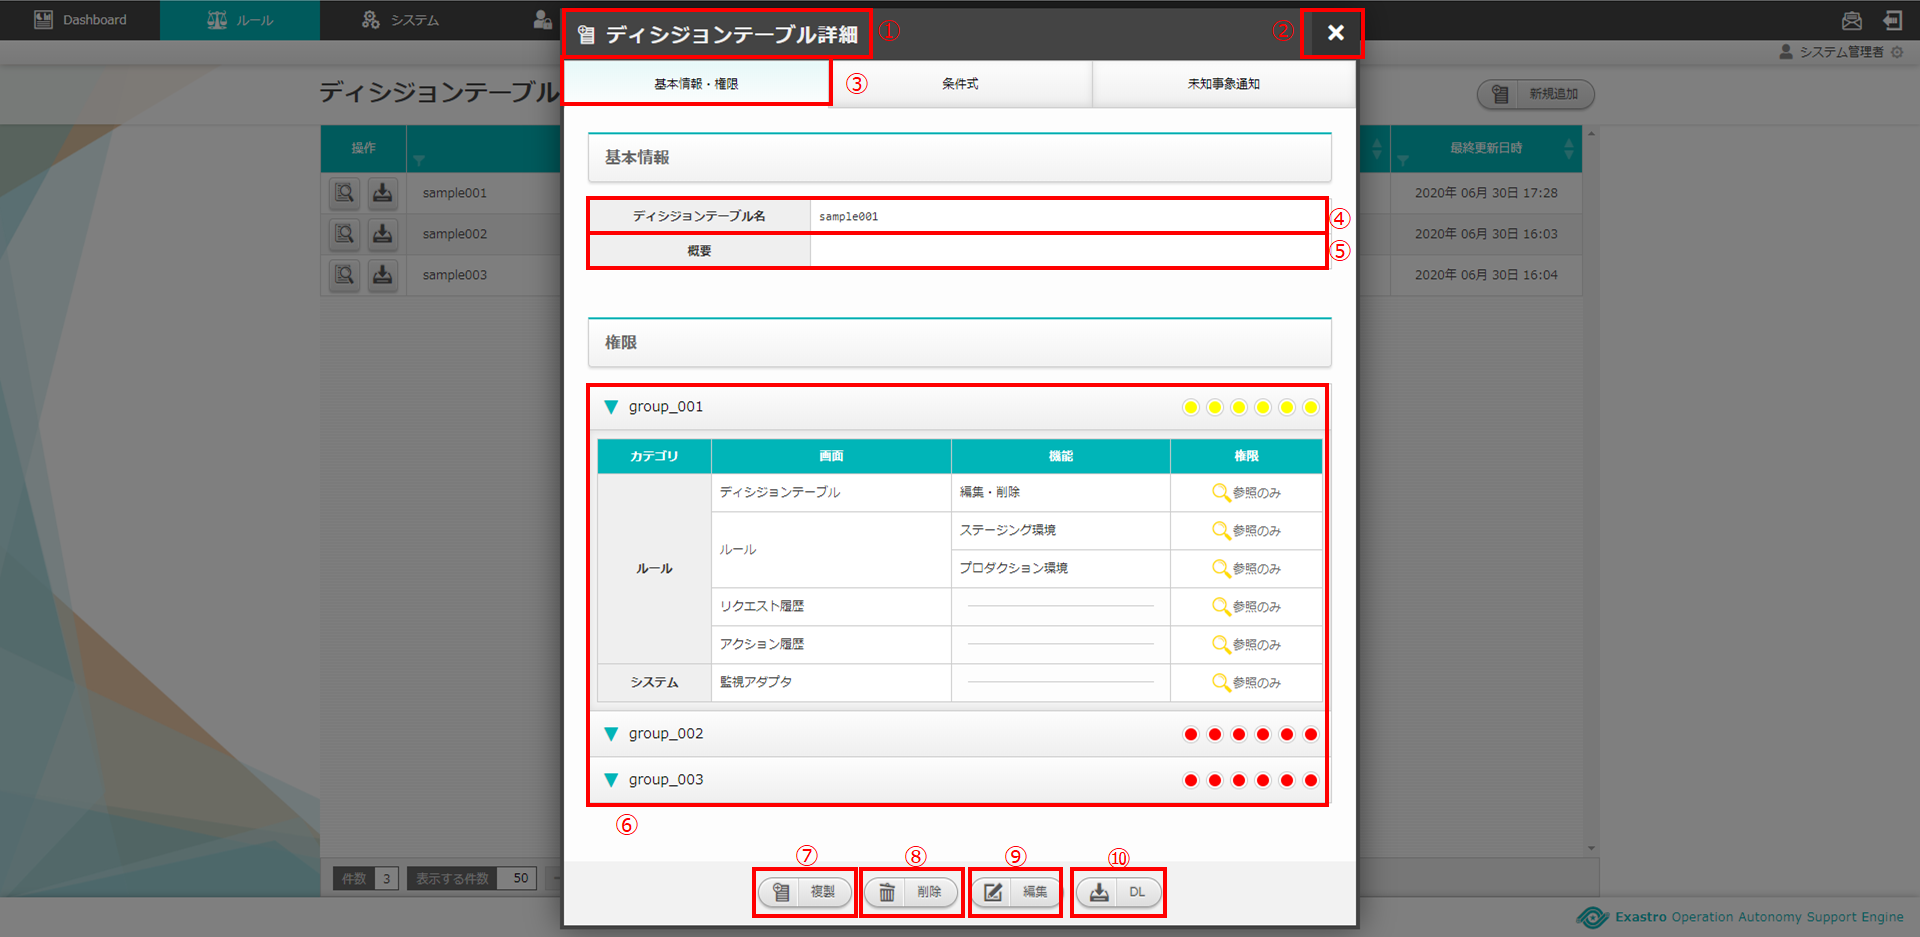 Dashboard
ルール
システム
システム管理者
ディシジョンテーブル
新規追加
操作
最終更新日時
sample001
2020年 06月 30日 17:28
sample002
2020年 06月 30日 16:03
sample003
2020年 06月 30日 16:04
件数 3
表示する件数 50
ディシジョンテーブル詳細
①
②
基本情報・権限
③
条件式
未知事象通知
基本情報
ディシジョンテーブル名
sample001
④
概要
⑤
権限
group_001
カテゴリ
画面
機能
権限
ルール
ディシジョンテーブル
編集・削除
参照のみ
ルール
ステージング環境
参照のみ
プロダクション環境
参照のみ
リクエスト履歴
参照のみ
アクション履歴
参照のみ
システム
監視アダプタ
参照のみ
group_002
group_003
⑥
⑦
⑧
⑨
⑩
複製
削除
編集
DL
Exastro Operation Autonomy Support Engine